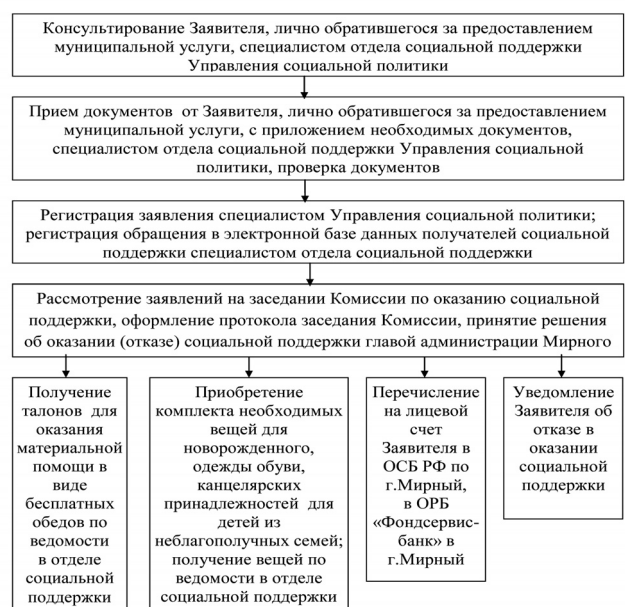 Консультирование Заявителя, лично обратившегося за предоставлением
муниципальной услуги, специалистом отдела социальной поддержки
Управления социальной политики
Прием документов от Заявителя, лично обратившегося за предоставлением
муниципальной услуги, с приложением необходимых документов,
специалистом отдела социальной поддержки Управления социальной
политики, проверка документов
Регистрация заявления специалистом Управления социальной политики;
регистрация обращения в электронной базе данных получателей социальной
поддержки специалистом отдела социальной поддержки
Рассмотрение заявлений на заседании Комиссии по оказанию социальной
поддержки, оформление протокола заседания Комиссии, принятие решения
об оказании (отказе) социальной поддержки главой администрации Мирного
Получение
талонов для
оказания
материальной
помощи в
виде
бесплатных
обедов по
ведомости
в отделе
социальной
поддержки
Приобретение
комплекта необходимых
вещей для
новорожденного,
одежды обуви,
канцелярских
принадлежностей для
детей из
неблагополучных семей;
получение вещей по
ведомости в отделе
социальной поддержки
Перечисление
на лицевой
счет
Заявителя в
ОСБ РФ по
г.Мирный,
в ОРБ
«Фондсервис-
банк» в
г.Мирный
Уведомление
Заявителя об
отказе в
оказании
социальной
поддержки